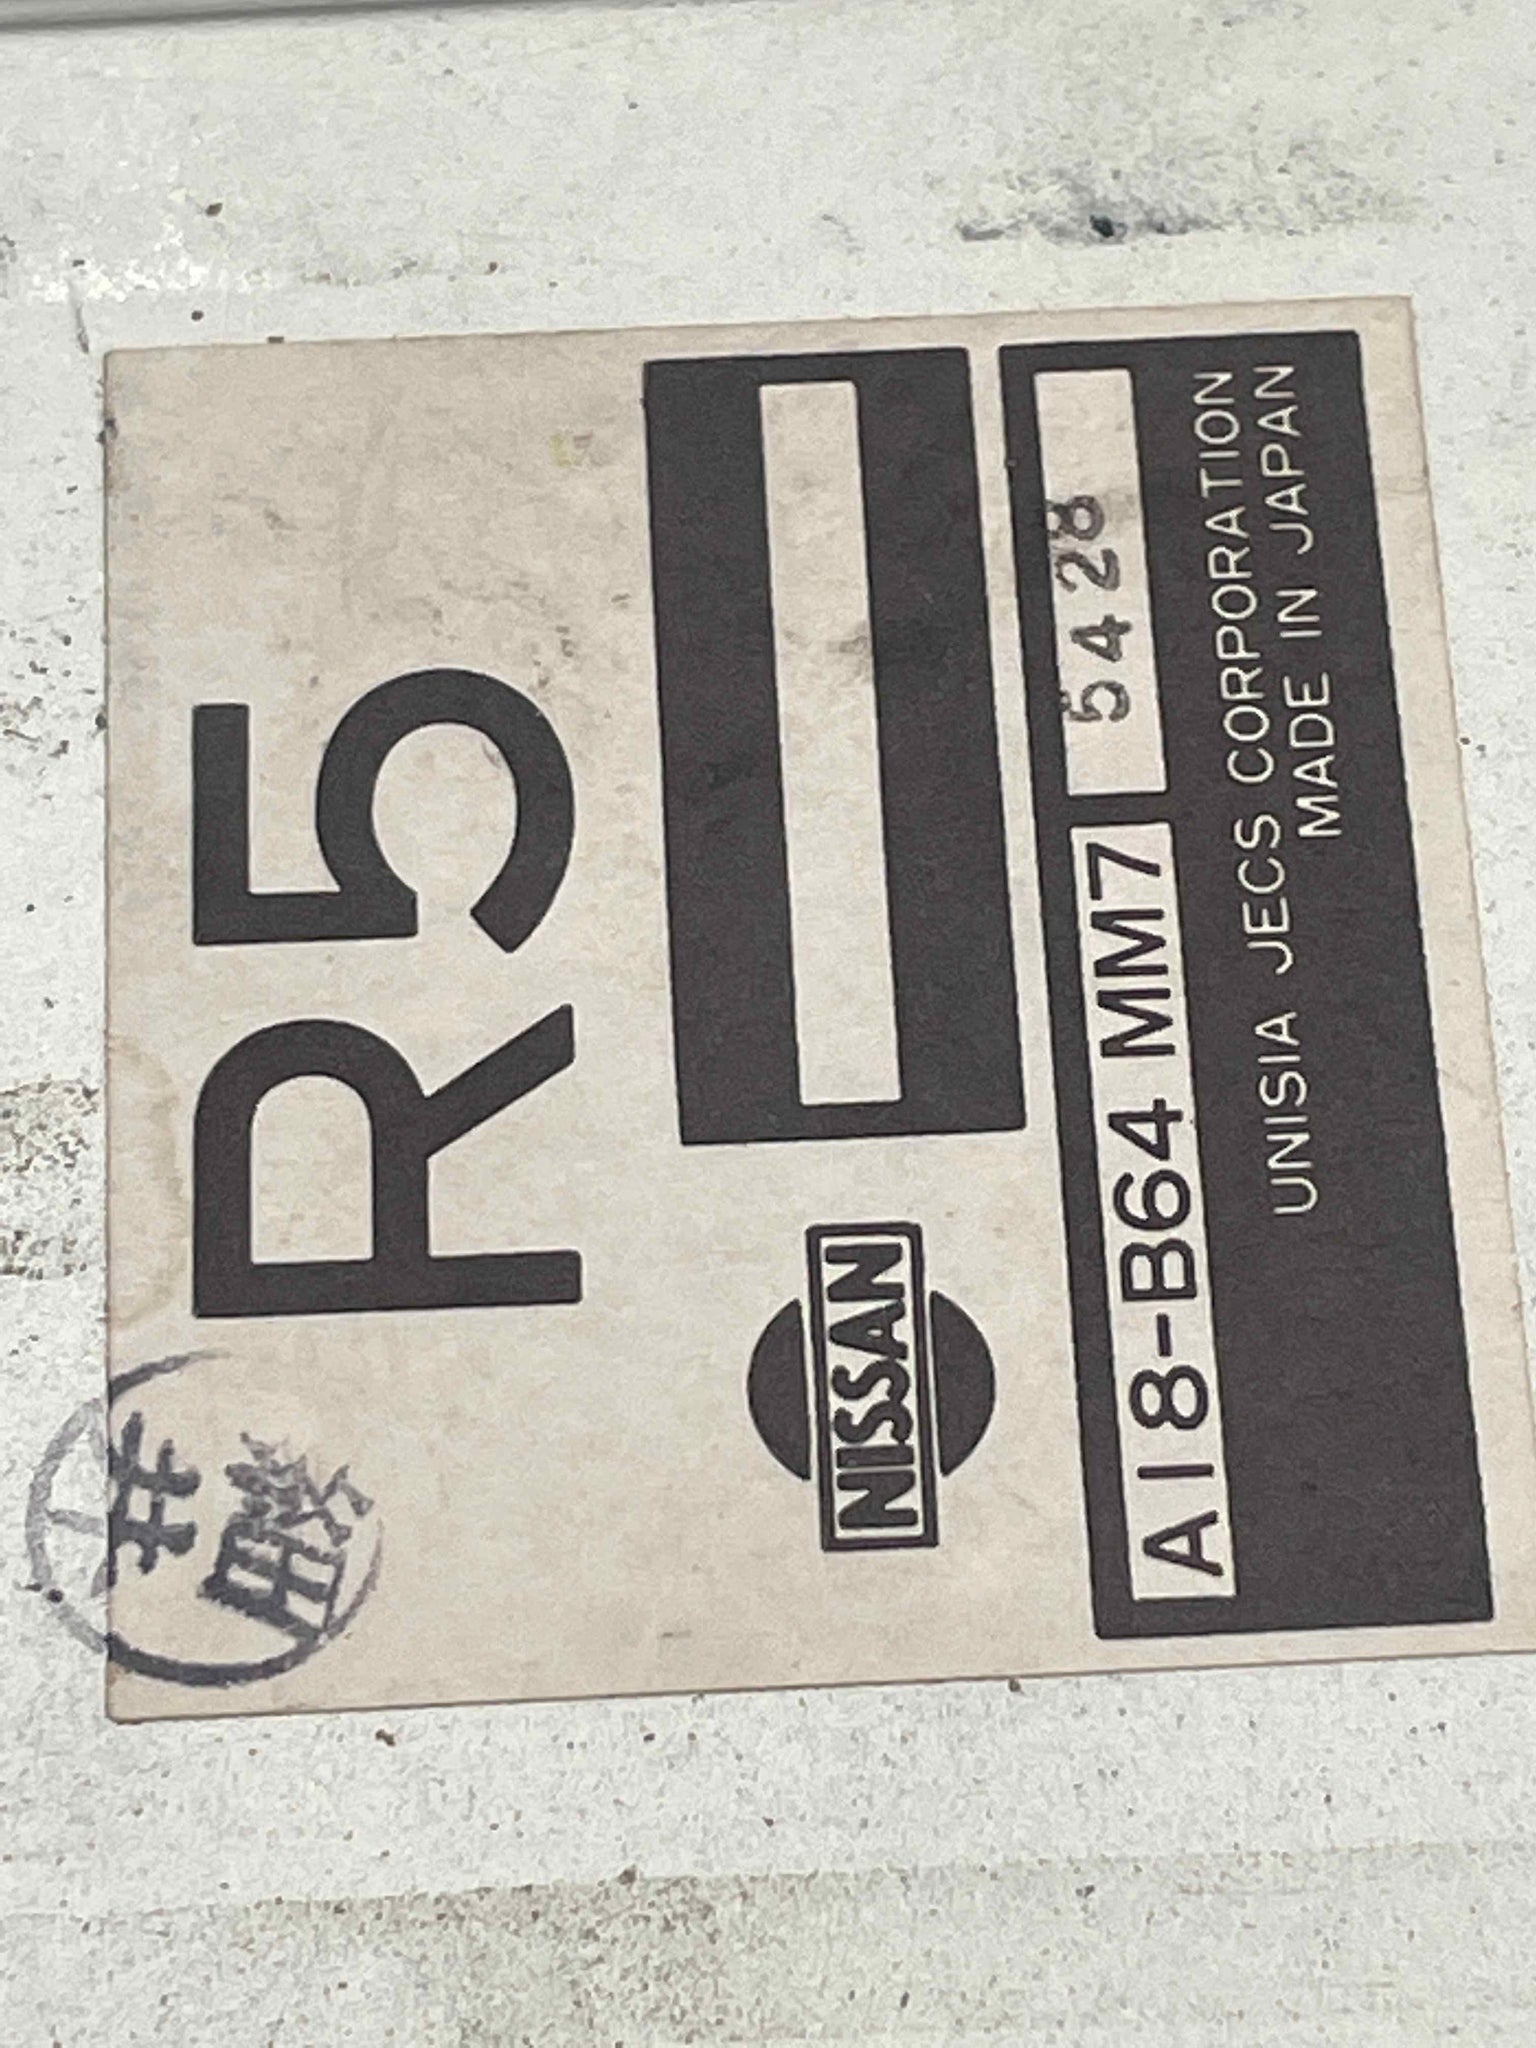 R5
NISSAN
A18-B64 MM7 5428
UNISIA JECS CORPORATION
MADE IN JAPAN